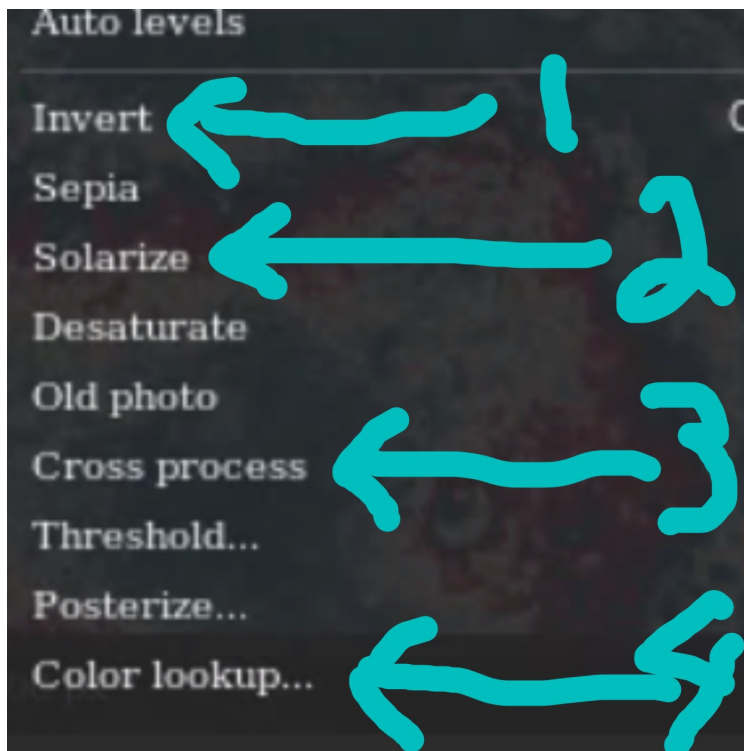 Auto levels
Invert 1
Sepia
Solarize 2
Desaturate
Old photo
Cross process 3
Threshold...
Posterize...
Color lookup... 4